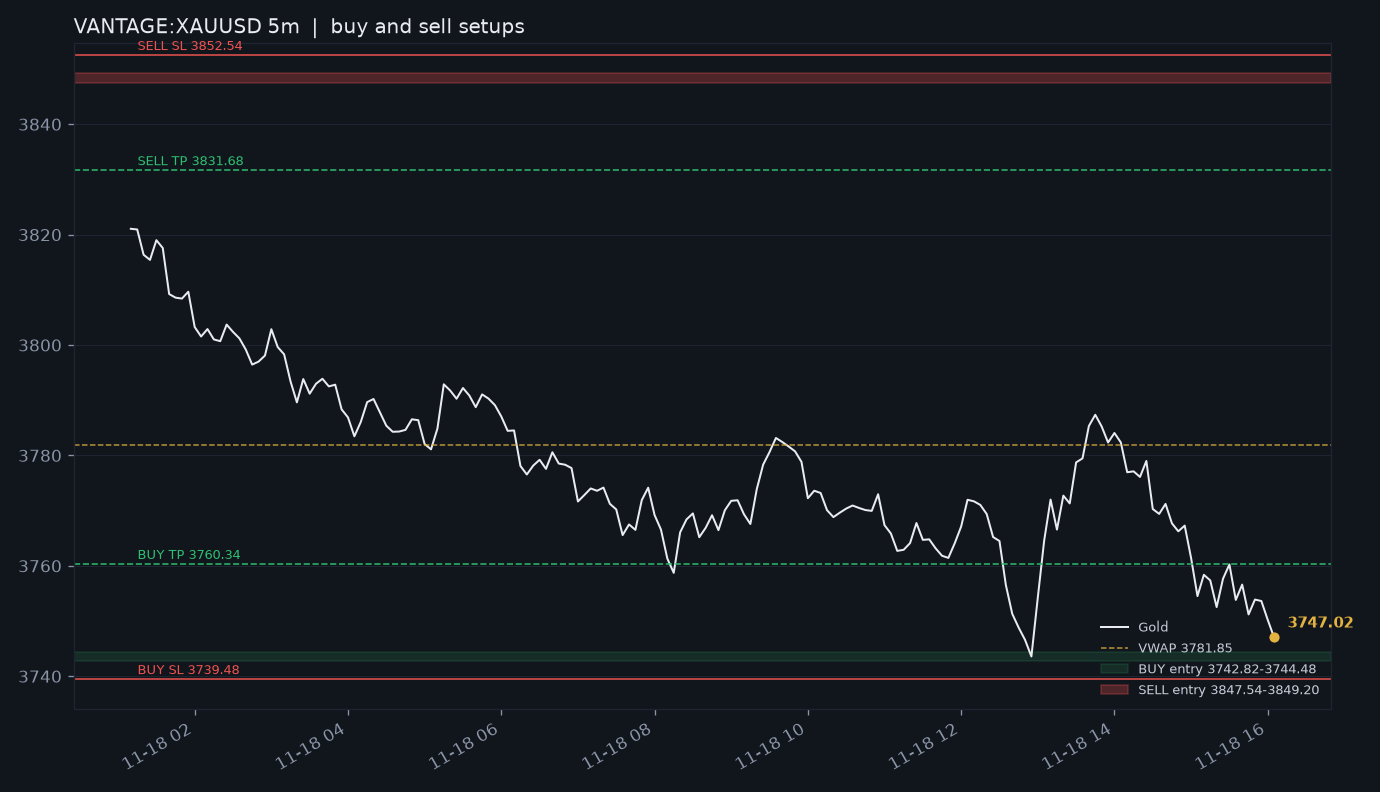 VANTAGE:XAUUSD 5m | buy and sell setups
SELL SL 3852.54
3840
SELL TP 3831.68
3820
3800
3780
BUY TP 3760.34
3760
3747.02
Gold
VWAP 3781.85
BUY entry 3742.82-3744.48
SELL entry 3847.54-3849.20
BUY SL 3739.48
3740
11-18 02
11-18 04
11-18 06
11-18 08
11-18 10
11-18 12
11-18 14
11-18 16